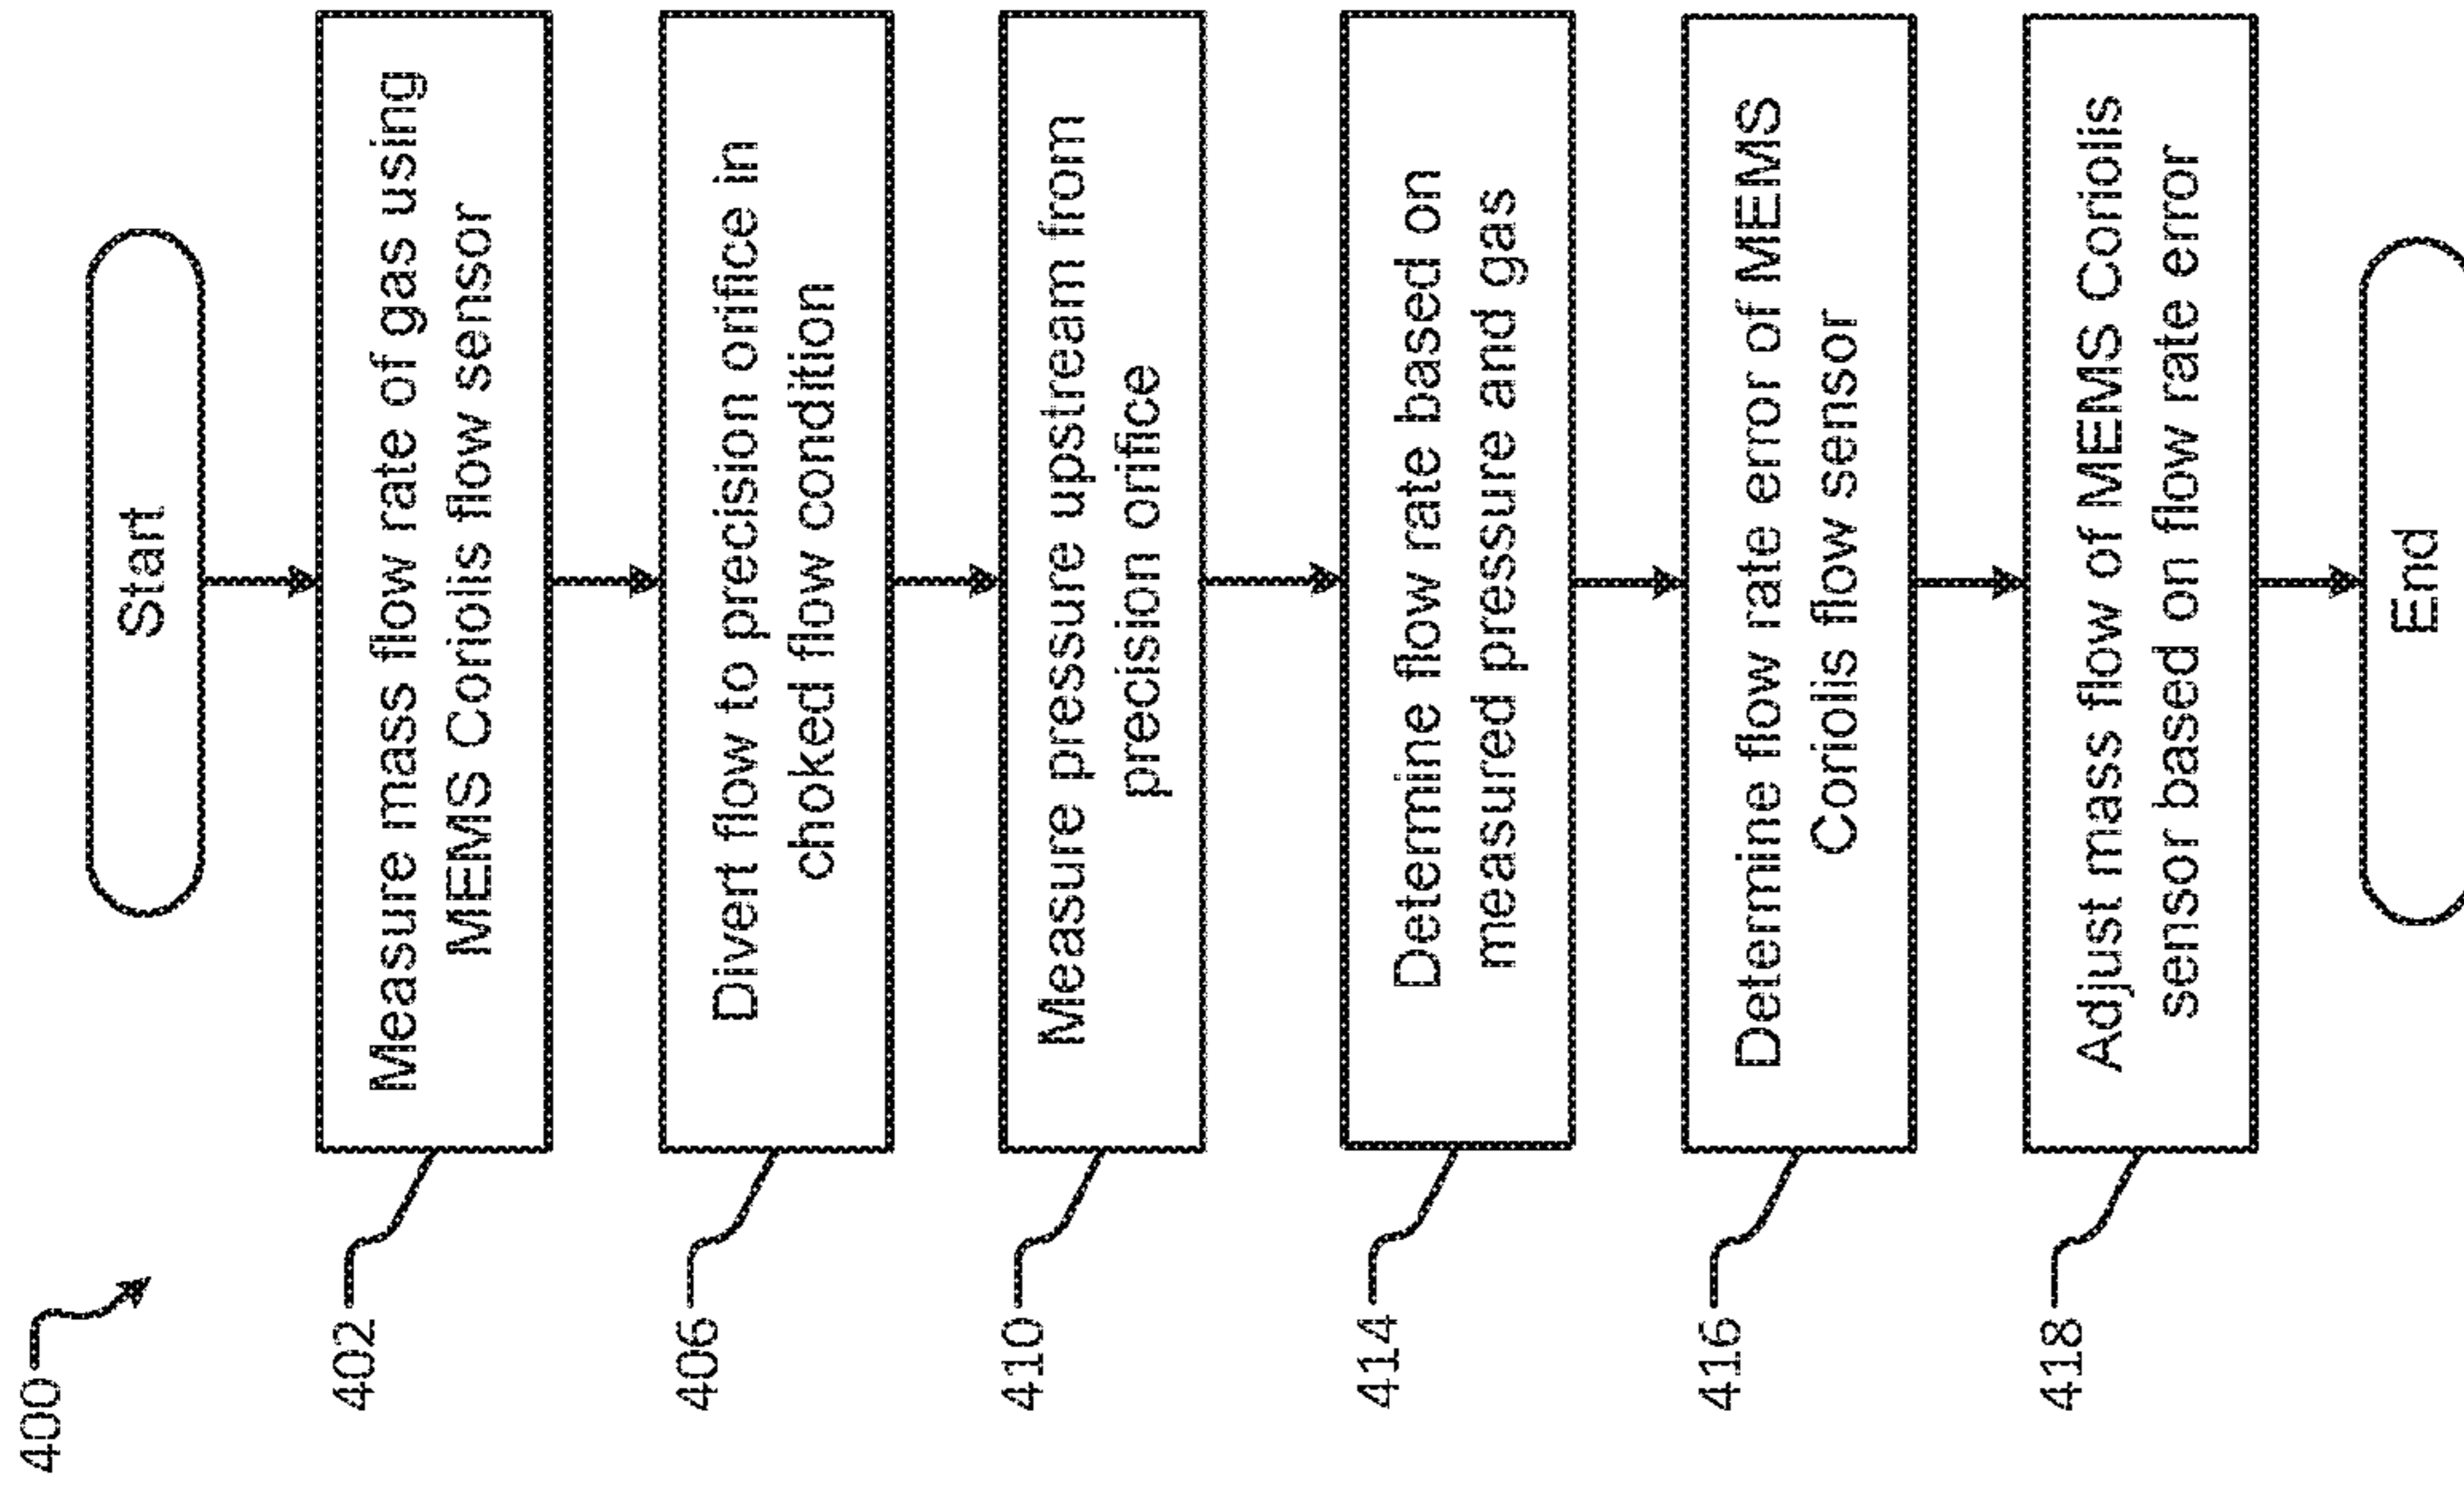 400
Start
402
Measure mass flow rate of gas using
MEMS Coriolis flow sensor
406
Divert flow to precision orifice in
choked flow condition
410
Measure pressure upstream from
precision orifice
414
Determine flow rate based on
measured pressure and gas
416
Determine flow rate error of MEMS
Coriolis flow sensor
418
Adjust mass flow of MEMS Coriolis
sensor based on flow rate error
End